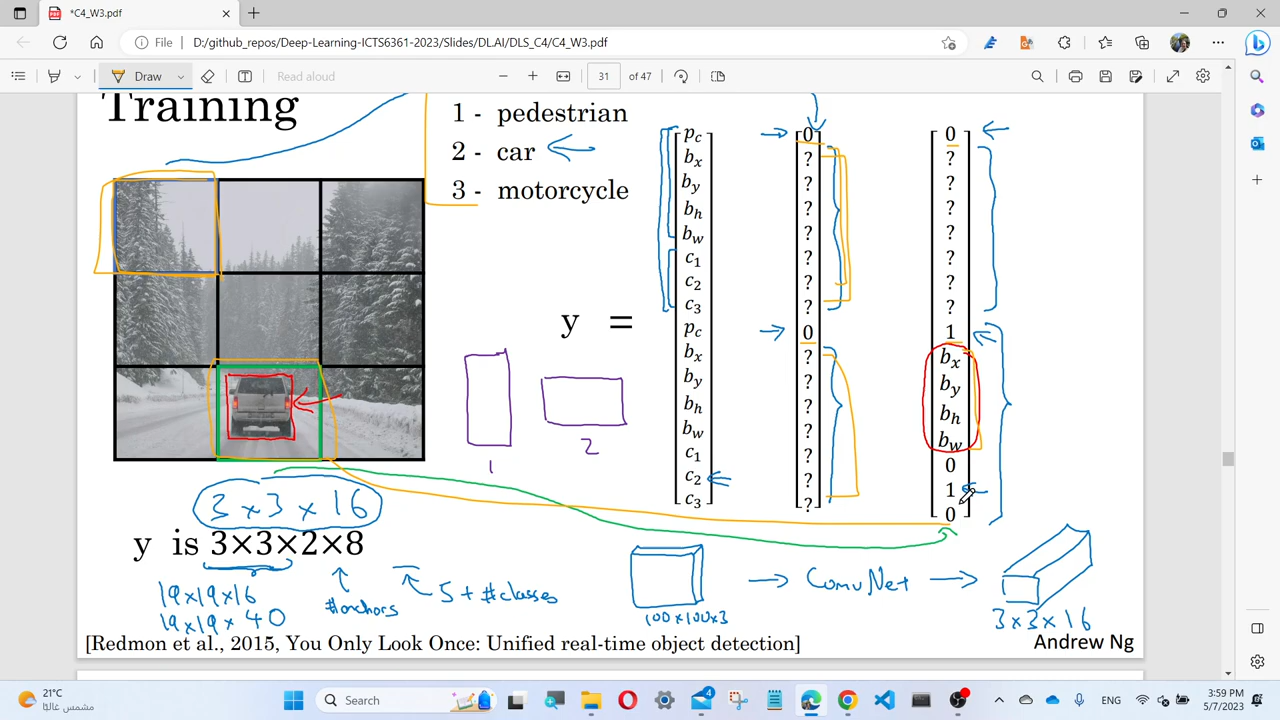 *C4_W3.pdf
File
D:/github_repos/Deep-Learning-ICTS6361-2023/Slides/DL.AI/DLS_C4/C4_W3.pdf
Draw
Read aloud
31
of 47
Training
1 - pedestrian
2 - car
3 - motorcycle
y =
p_c
b_x
b_y
b_h
b_w
c_1
c_2
c_3
p_c
b_x
b_y
b_h
b_w
c_1
c_2
c_3
0
?
?
?
?
?
?
?
0
?
?
?
?
?
?
?
0
?
?
?
?
?
?
?
1
b_x
b_y
b_h
b_w
0
1
0
1
2
3×3×16
y is 3×3×2×8
19×19×16
19×19×40
#anchors
5+#classes
100×100×3
ConvNet
3×3×16
[Redmon et al., 2015, You Only Look Once: Unified real-time object detection]
Andrew Ng
21°C
مشمس غالبًا
Search
4
ENG
3:59 PM
5/7/2023